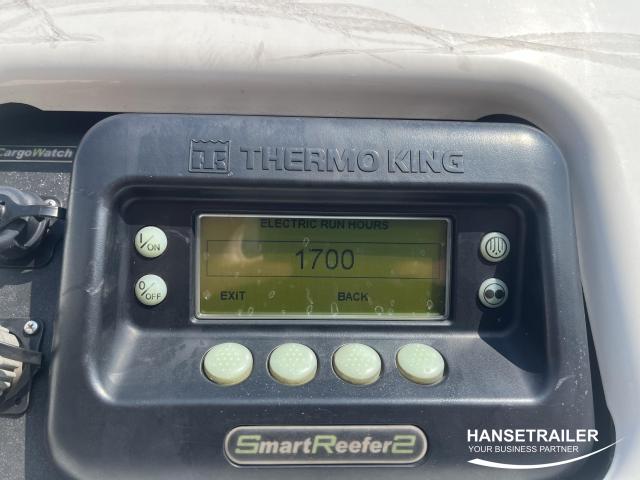 CargoWatch
THERMO KING
ELECTRIC RUN HOURS
1700
EXIT BACK
I/ON
O/OFF
SmartReefer2
HANSETRAILER
YOUR BUSINESS PARTNER